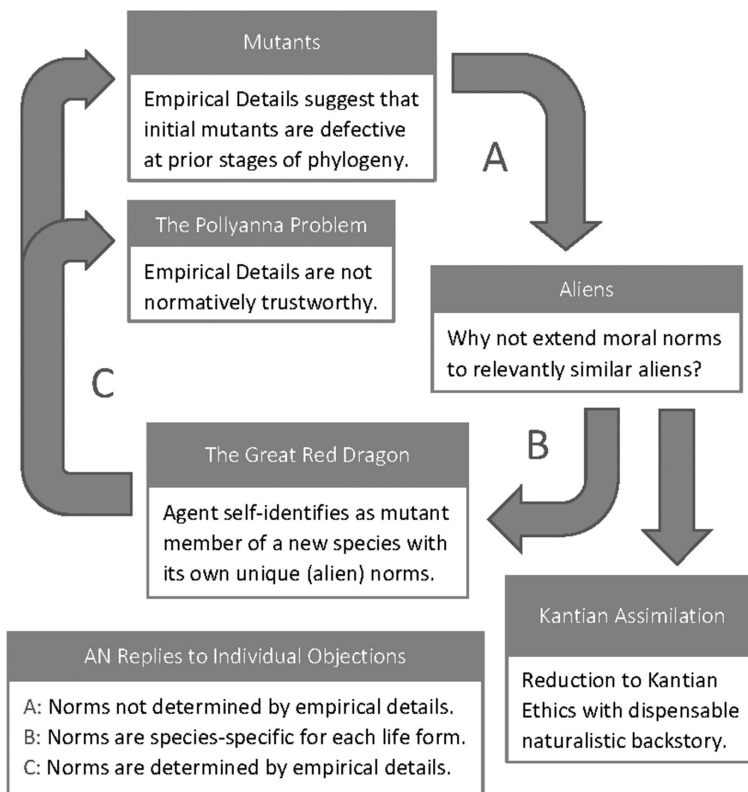 Mutants
Empirical Details suggest that
initial mutants are defective
at prior stages of phylogeny.
A
The Pollyanna Problem
Empirical Details are not
normatively trustworthy.
Aliens
Why not extend moral norms
to relevantly similar aliens?
C
B
The Great Red Dragon
Agent self-identifies as mutant
member of a new species with
its own unique (alien) norms.
Kantian Assimilation
Reduction to Kantian
Ethics with dispensable
naturalistic backstory.
AN Replies to Individual Objections
A: Norms not determined by empirical details.
B: Norms are species-specific for each life form.
C: Norms are determined by empirical details.